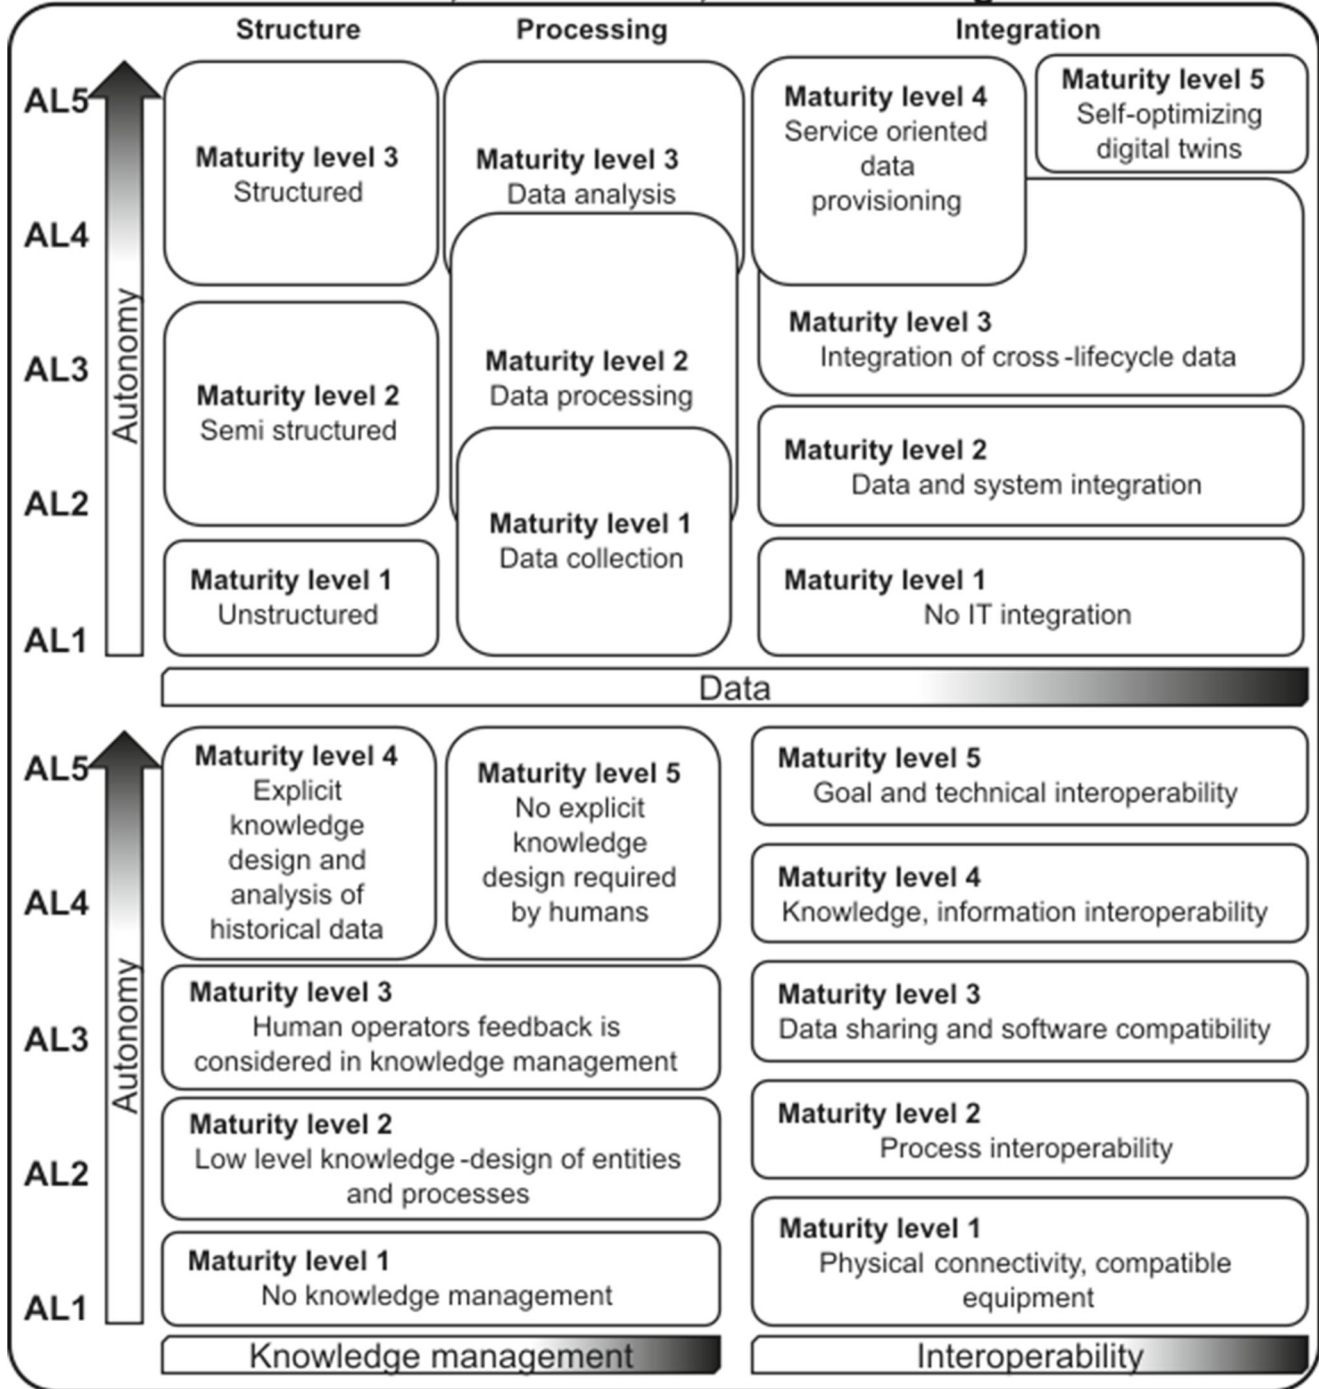 Structure
Processing
Integration
AL5
AL4
AL3
AL2
AL1
Autonomy
Maturity level 3
Structured
Maturity level 2
Semi structured
Maturity level 1
Unstructured
Maturity level 3
Data analysis
Maturity level 2
Data processing
Maturity level 1
Data collection
Maturity level 4
Service oriented
data
provisioning
Maturity level 5
Self-optimizing
digital twins
Maturity level 3
Integration of cross-lifecycle data
Maturity level 2
Data and system integration
Maturity level 1
No IT integration
Data
AL5
AL4
AL3
AL2
AL1
Autonomy
Maturity level 4
Explicit
knowledge
design and
analysis of
historical data
Maturity level 5
No explicit
knowledge
design required
by humans
Maturity level 3
Human operators feedback is
considered in knowledge management
Maturity level 2
Low level knowledge-design of entities
and processes
Maturity level 1
No knowledge management
Knowledge management
Maturity level 5
Goal and technical interoperability
Maturity level 4
Knowledge, information interoperability
Maturity level 3
Data sharing and software compatibility
Maturity level 2
Process interoperability
Maturity level 1
Physical connectivity, compatible
equipment
Interoperability